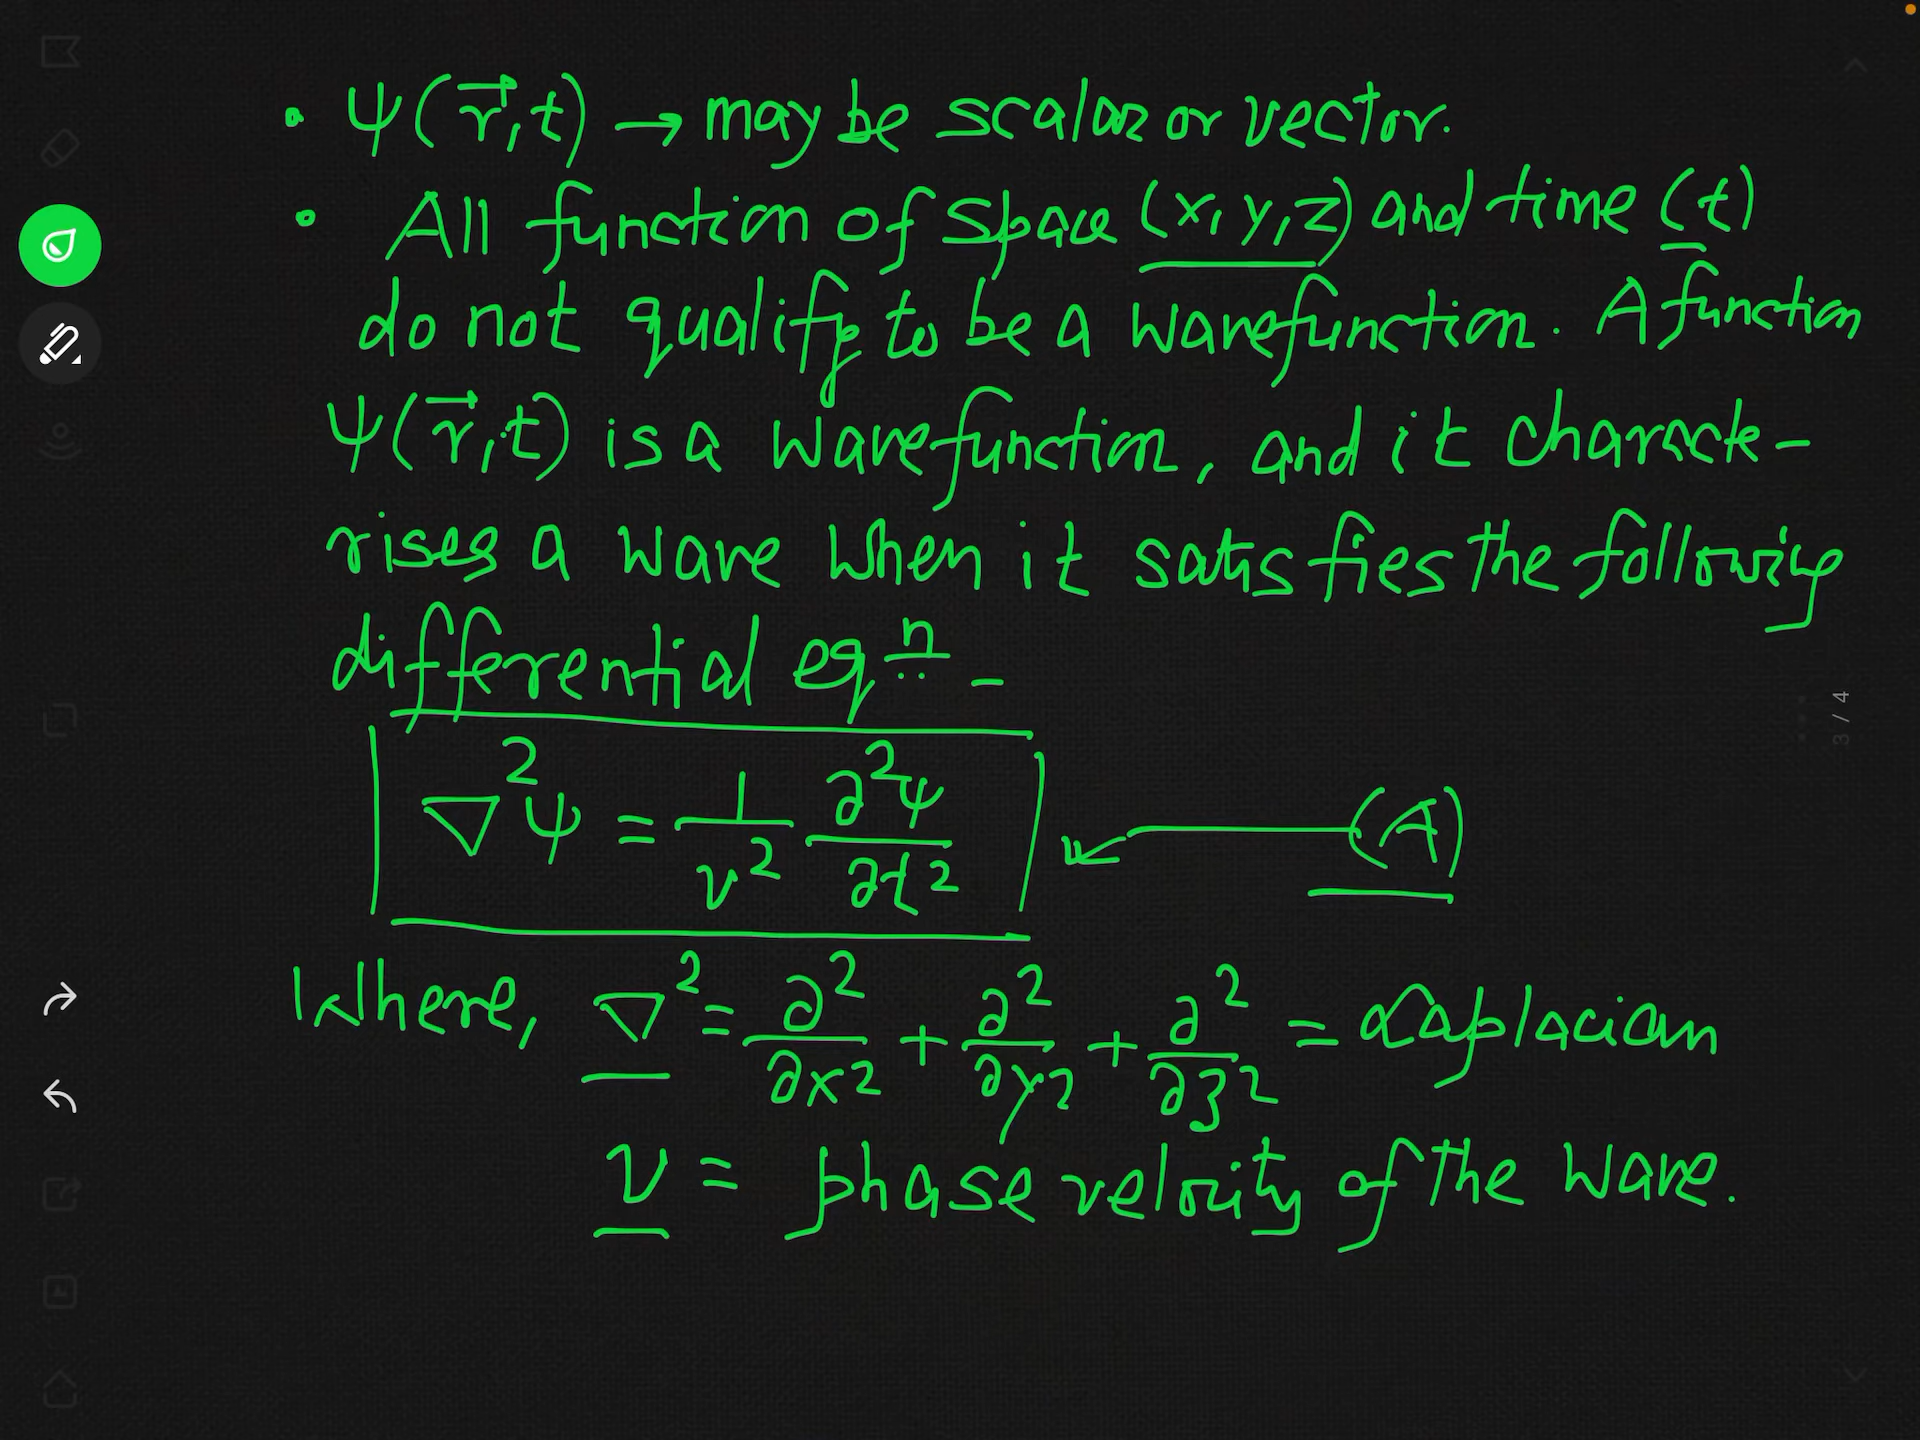 • ψ(r⃗,t) → may be scalar or vector.
• All function of space (x,y,z) and time (t)
do not qualify to be a wavefunction. A function
ψ(r⃗,t) is a wavefunction, and it characte-
rises a wave when it satisfies the following
differential eqn -
∇²ψ = 1/v² ∂²ψ/∂t² (A)
Where, ∇² = ∂²/∂x² + ∂²/∂y² + ∂²/∂z² = Laplacian
v = phase velocity of the wave.
3 / 4